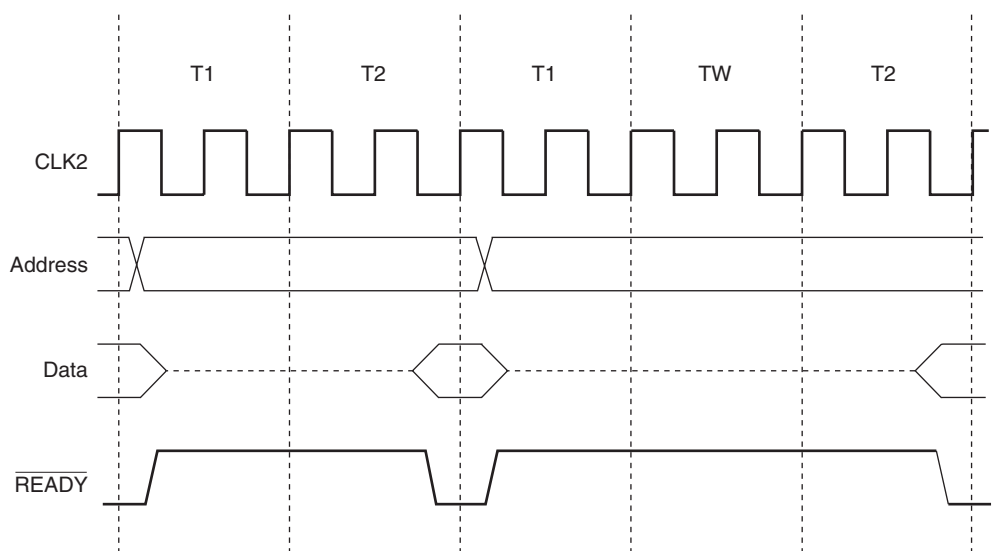 T1 T2 T1 TW T2
CLK2
Address
Data
READY